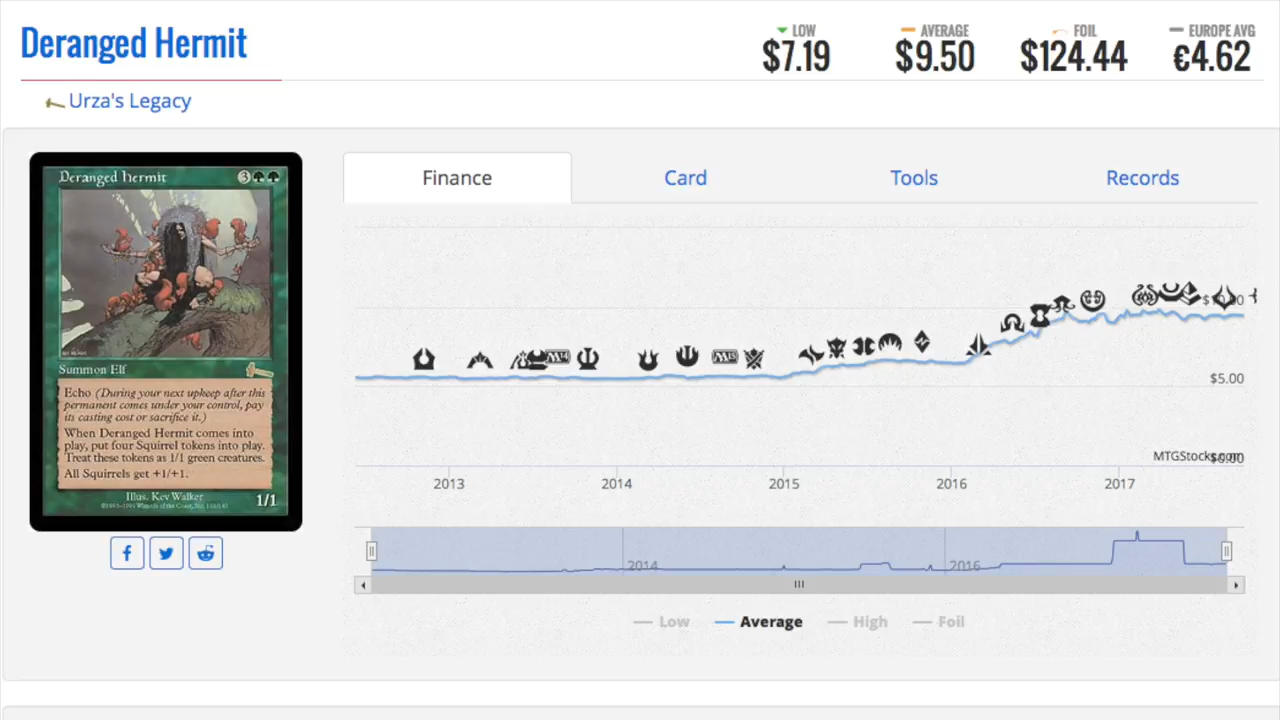 Deranged Hermit
LOW
$7.19
AVERAGE
$9.50
FOIL
$124.44
EUROPE AVG
€4.62
Urza's Legacy
Deranged Hermit
3
Finance
Card
Tools
Records
Summon Elf
Echo (During your next upkeep after this
permanent comes under your control, pay
its casting cost or sacrifice it.)
When Deranged Hermit comes into
play, put four Squirrel tokens into play.
Treat these tokens as 1/1 green creatures.
All Squirrels get +1/+1.
Illus. Kev Walker
1/1
M14
M15
$5.00
MTGStocks.com
2013
2014
2015
2016
2017
2014
2016
Low
Average
High
Foil